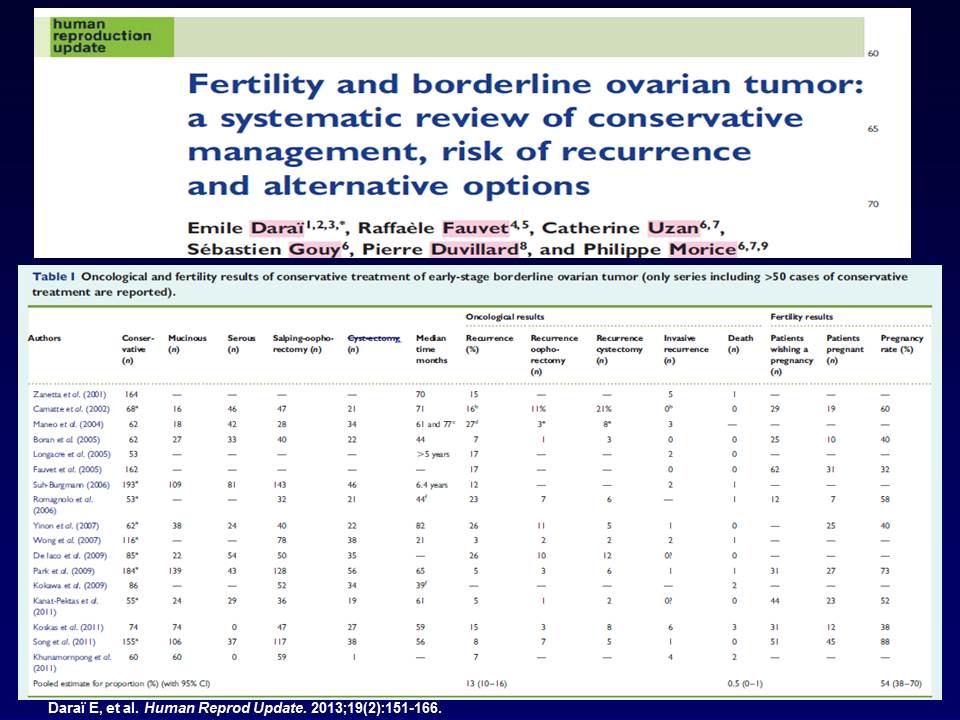 human
reproduction
update
60
Fertility and borderline ovarian tumor:
65
a systematic review of conservative
management, risk of recurrence
and alternative options
70
Emile Daraï1,2,3,*, Raffaèle Fauvet4,5, Catherine Uzan6,7,
Sébastien Gouy6, Pierre Duvillard8, and Philippe Morice6,7,9
Table I Oncological and fertility results of conservative treatment of early-stage borderline ovarian tumor (only series including >50 cases of conservative
treatment are reported).
Oncological results Fertility results
Authors Conser- Mucinous Serous Salping-oopho- Cystectomy Median Recurrence Recurrence Recurrence Invasive Death Patients Patients Pregnancy
vative (n) (n) rectomy (n) (n) time (%) oopho- cystectomy recurrence (n) wishing a pregnant rate (%)
(n) months rectomy (n) (n) pregnancy (n)
(n) (n)
Zanetta et al. (2001) 164 — — — — 70 15 — — 5 1 — — —
Camatte et al. (2002) 68a 16 46 47 21 71 16b 11% 21% 0b 0 29 19 60
Maneo et al. (2004) 62 18 42 28 34 61 and 77c 27d 3e 8e 3 — — — —
Boran et al. (2005) 62 27 33 40 22 44 7 1 3 0 0 25 10 40
Longacre et al. (2005) 53 — — — — >5 years 17 — — 2 0 — — —
Fauvet et al. (2005) 162 — — — — — 17 — — 0 0 62 31 32
Suh-Burgmann (2006) 193a 109 81 143 46 6.4 years 12 — — 2 1 — — —
Romagnolo et al. 53a — — 32 21 44f 23 7 6 — 1 12 7 58
(2006)
Yinon et al. (2007) 62a 38 24 40 22 82 26 11 5 1 0 — 25 40
Wong et al. (2007) 116a — — 78 38 21 3 2 2 2 1 — — —
De Iaco et al. (2009) 85a 22 54 50 35 — 26 10 12 0? 0 — — —
Park et al. (2009) 184a 139 43 128 56 65 5 3 6 1 1 31 27 73
Kokawa et al. (2009) 86 — — 52 34 39f — — — — 2 — — —
Kanat-Pektas et al. 55a 24 29 36 19 61 5 1 2 0? 0 44 23 52
(2011)
Koskas et al. (2011) 74 74 0 47 27 59 15 3 8 6 3 31 12 38
Song et al. (2011) 155a 106 37 117 38 56 8 7 5 1 0 51 45 88
Khunamornpong et al. 60 60 0 59 1 — 7 — — 4 2 — — —
(2011)
Pooled estimate for proportion (%) (with 95% CI) 13 (10–16) 0.5 (0–1) 54 (38–70)
Daraï E, et al. Human Reprod Update. 2013;19(2):151-166.